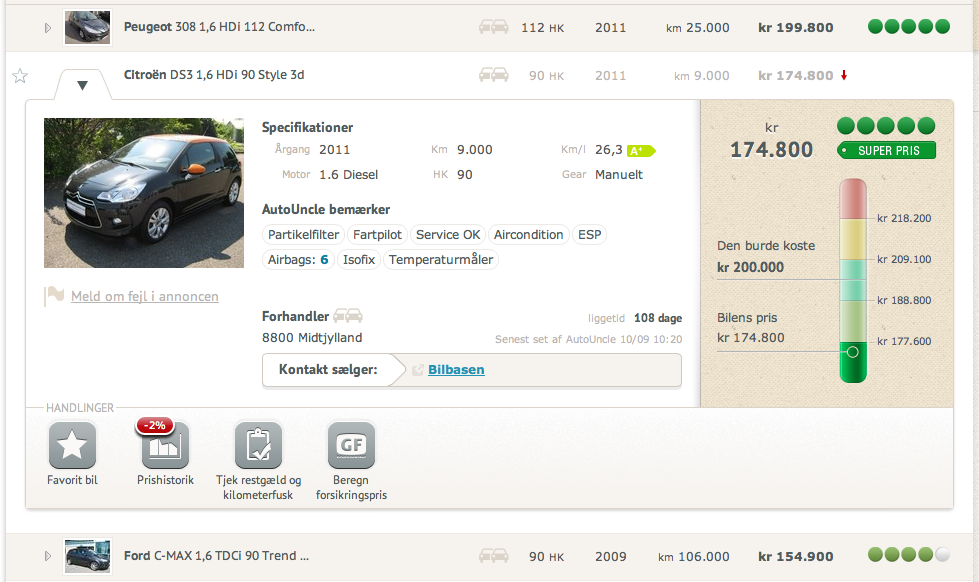 Peugeot 308 1,6 HDi 112 Comfo... 112 HK 2011 km 25.000 kr 199.800
Citroën DS3 1,6 HDi 90 Style 3d 90 HK 2011 km 9.000 kr 174.800
Specifikationer
Årgang 2011 Km 9.000 Km/l 26,3 A+
Motor 1.6 Diesel HK 90 Gear Manuelt
AutoUncle bemærker
Partikelfilter Fartpilot Service OK Aircondition ESP
Airbags: 6 Isofix Temperaturmåler
Meld om fejl i annoncen
Forhandler
8800 Midtjylland
liggetid 108 dage
Senest set af AutoUncle 10/09 10:20
Kontakt sælger: Bilbasen
kr
174.800
SUPER PRIS
kr 218.200
Den burde koste
kr 200.000
kr 209.100
kr 188.800
Bilens pris
kr 174.800
kr 177.600
HANDLINGER
Favorit bil
-2%
Prishistorik
Tjek restgæld og
kilometerfusk
GF
Beregn
forsikringspris
Ford C-MAX 1,6 TDCi 90 Trend ... 90 HK 2009 km 106.000 kr 154.900